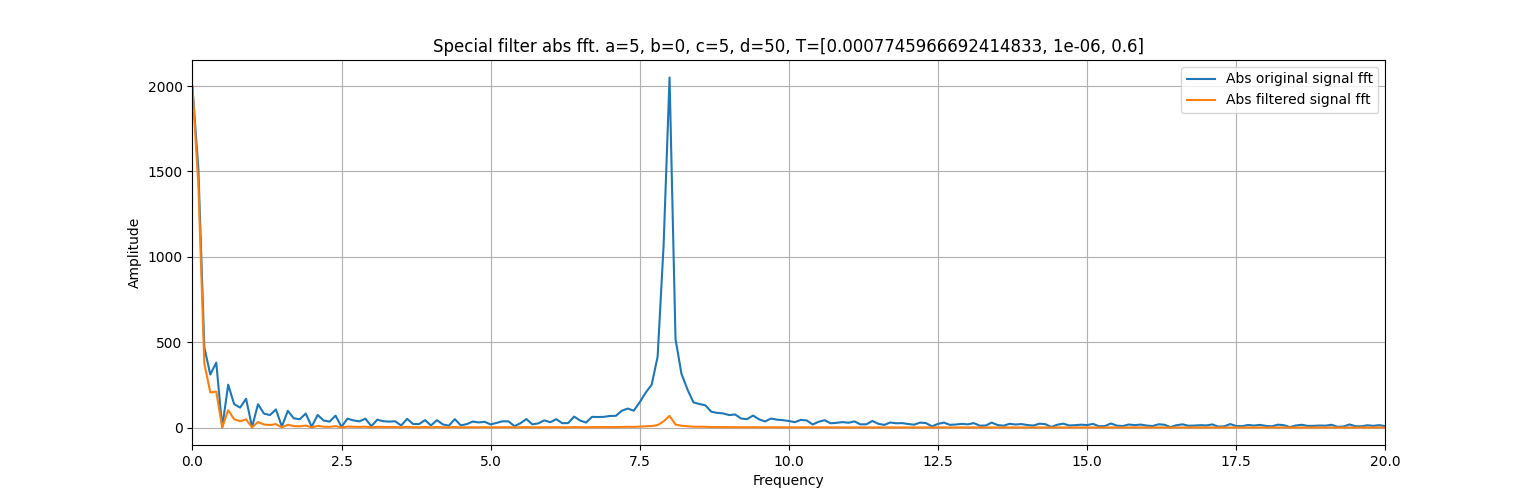 Special filter abs fft. a=5, b=0, c=5, d=50, T=[0.0007745966692414833, 1e-06, 0.6]
Abs original signal fft
Abs filtered signal fft
Amplitude
2000
1500
1000
500
0
0.0 2.5 5.0 7.5 10.0 12.5 15.0 17.5 20.0
Frequency